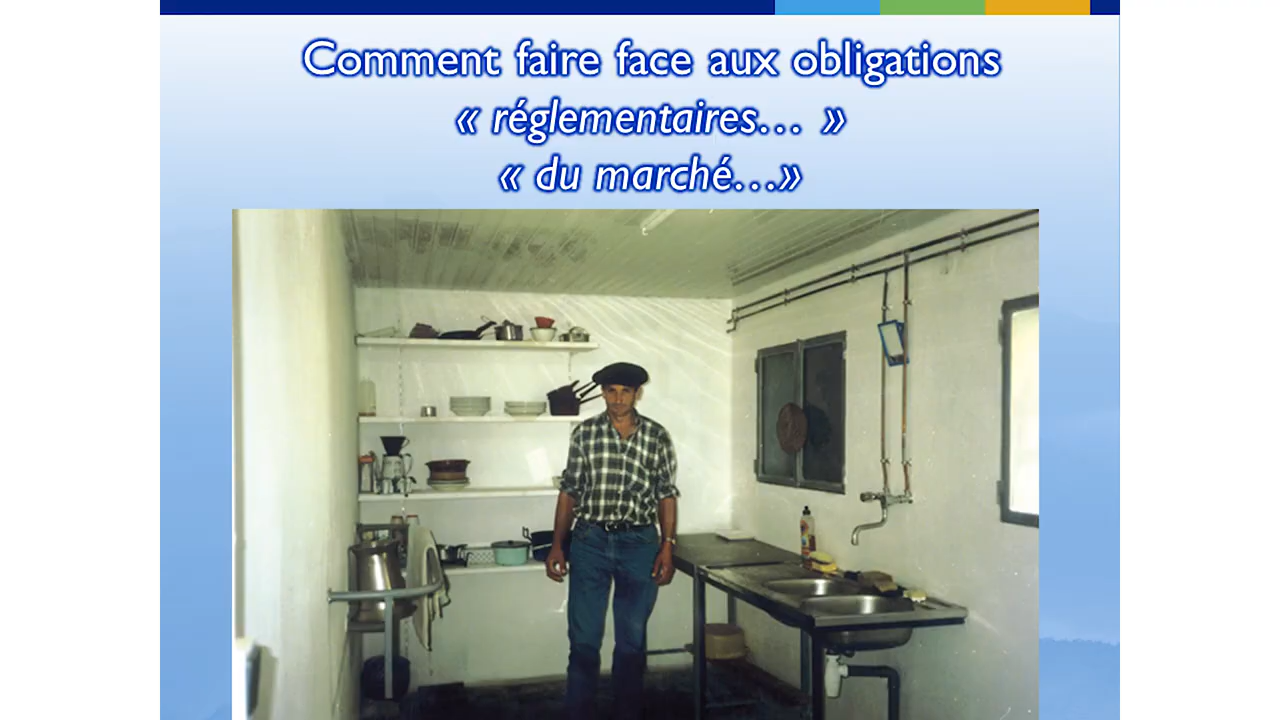 Comment faire face aux obligations
« réglementaires… »
« du marché…»